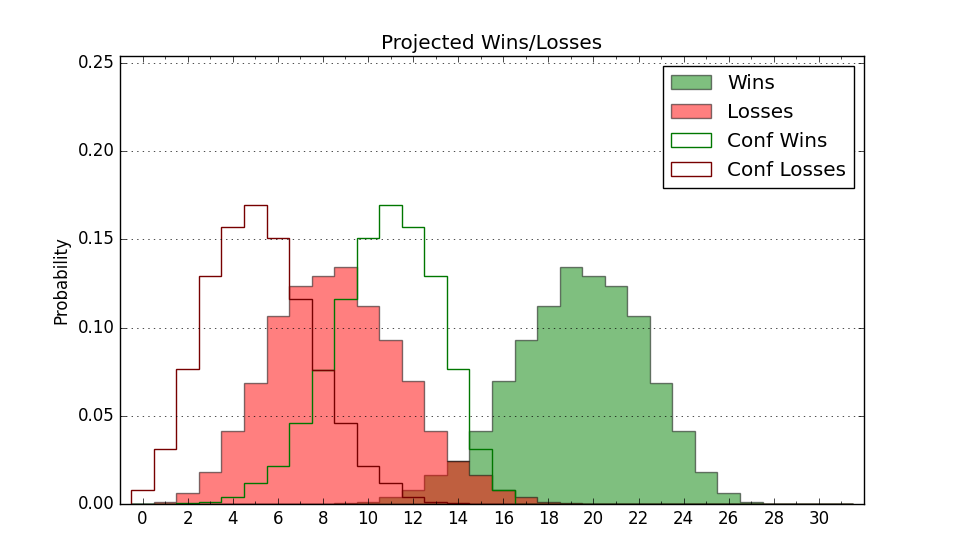 Projected Wins/Losses
Probability
0.25
0.20
0.15
0.10
0.05
0.00
Wins
Losses
Conf Wins
Conf Losses
0 2 4 6 8 10 12 14 16 18 20 22 24 26 28 30